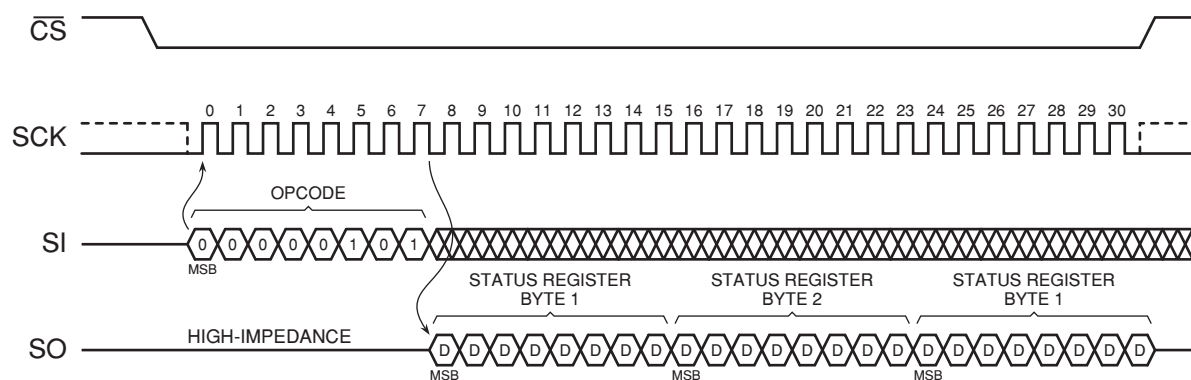 CS
0 1 2 3 4 5 6 7 8 9 10 11 12 13 14 15 16 17 18 19 20 21 22 23 24 25 26 27 28 29 30
SCK
OPCODE
SI 0 0 0 0 0 1 0 1
MSB
STATUS REGISTER BYTE 1
STATUS REGISTER BYTE 2
STATUS REGISTER BYTE 1
HIGH-IMPEDANCE
SO D D D D D D D D D D D D D D D D D D D D D D D D
MSB MSB MSB